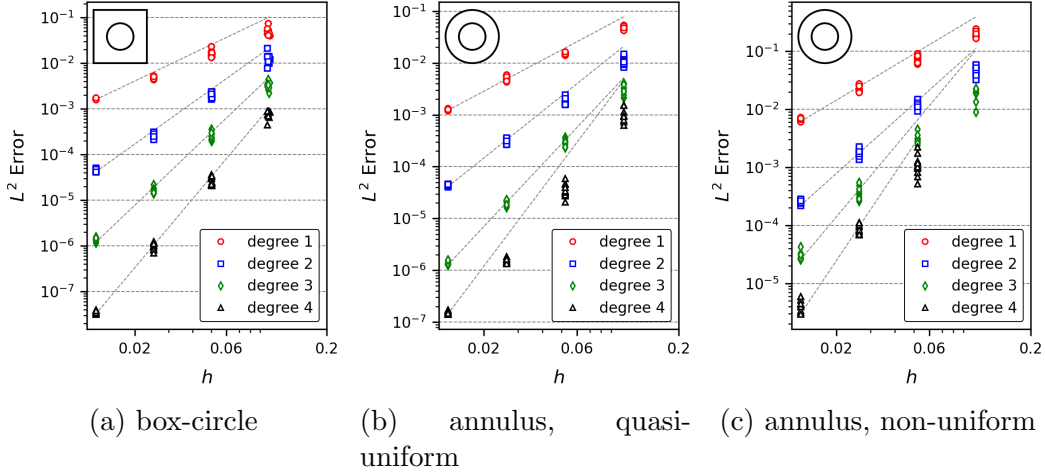 10⁻¹
10⁻²
10⁻³
10⁻⁴
10⁻⁵
10⁻⁶
10⁻⁷
L² Error
degree 1
degree 2
degree 3
degree 4
0.02
0.06
0.2
h
(a) box-circle
10⁻¹
10⁻²
10⁻³
10⁻⁴
10⁻⁵
10⁻⁶
10⁻⁷
L² Error
degree 1
degree 2
degree 3
degree 4
0.02
0.06
0.2
h
(b) annulus, quasi-
uniform
10⁻¹
10⁻²
10⁻³
10⁻⁴
10⁻⁵
L² Error
degree 1
degree 2
degree 3
degree 4
0.02
0.06
0.2
h
(c) annulus, non-uniform